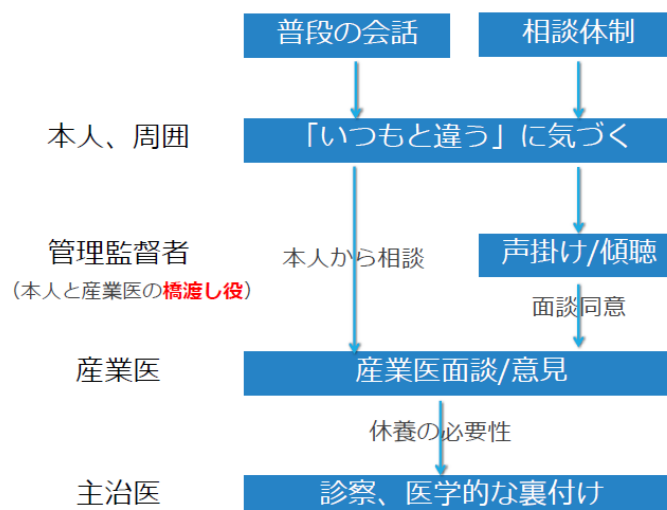 普段の会話
相談体制
本人、周囲
「いつもと違う」に気づく
管理監督者
(本人と産業医の橋渡し役)
本人から相談
声掛け/傾聴
面談同意
産業医
産業医面談/意見
休養の必要性
主治医
診察、医学的な裏付け